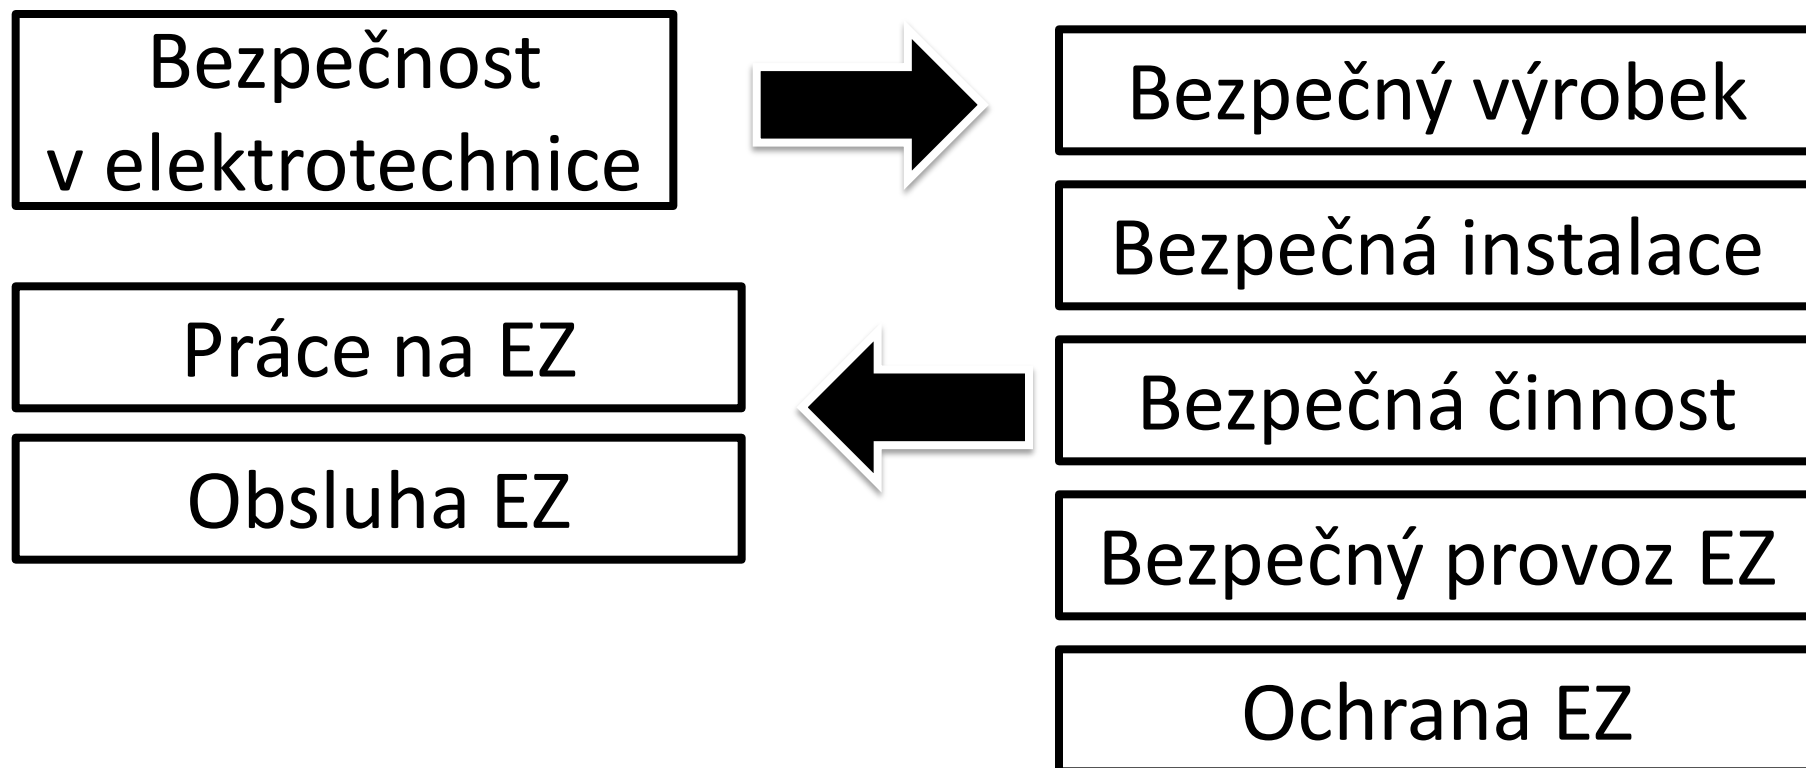 Bezpečnost
v elektrotechnice
Bezpečný výrobek
Bezpečná instalace
Bezpečná činnost
Bezpečný provoz EZ
Ochrana EZ
Práce na EZ
Obsluha EZ